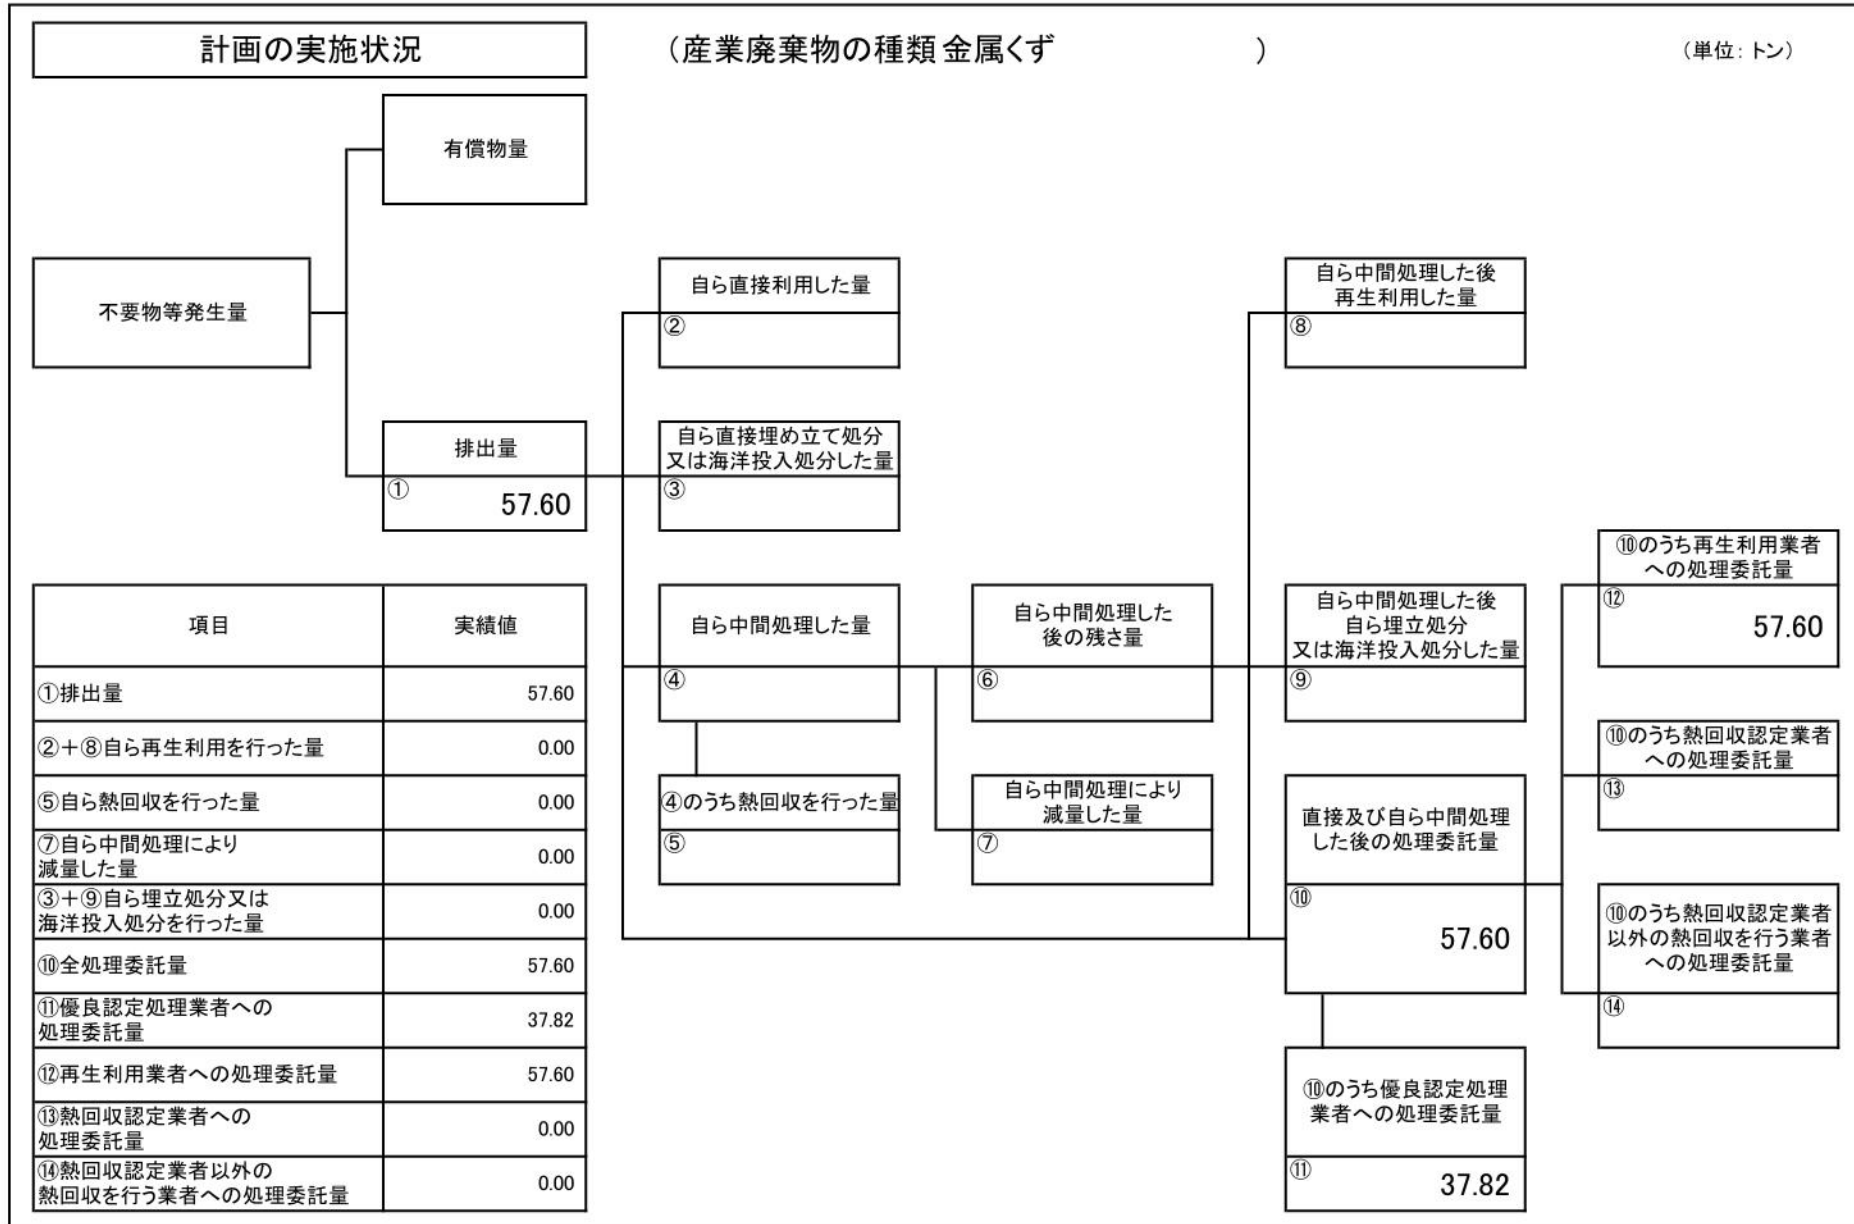 計画の実施状況
（産業廃棄物の種類 金属くず　　　　　　　）
（単位：トン）
有償物量
不要物等発生量
自ら直接利用した量
②
自ら中間処理した後
再生利用した量
⑧
排出量
① 57.60
自ら直接埋め立て処分
又は海洋投入処分した量
③
⑩のうち再生利用業者
への処理委託量
⑫ 57.60
自ら中間処理した量
④
自ら中間処理した
後の残さ量
⑥
自ら中間処理した後
自ら埋立処分
又は海洋投入処分した量
⑨
⑩のうち熱回収認定業者
への処理委託量
⑬
④のうち熱回収を行った量
⑤
自ら中間処理により
減量した量
⑦
直接及び自ら中間処理
した後の処理委託量
⑩ 57.60
⑩のうち熱回収認定業者
以外の熱回収を行う業者
への処理委託量
⑭
⑩のうち優良認定処理
業者への処理委託量
⑪ 37.82
項目 実績値
①排出量 57.60
②＋⑧自ら再生利用を行った量 0.00
⑤自ら熱回収を行った量 0.00
⑦自ら中間処理により
減量した量 0.00
③＋⑨自ら埋立処分又は
海洋投入処分を行った量 0.00
⑩全処理委託量 57.60
⑪優良認定処理業者への
処理委託量 37.82
⑫再生利用業者への処理委託量 57.60
⑬熱回収認定業者への
処理委託量 0.00
⑭熱回収認定業者以外の
熱回収を行う業者への処理委託量 0.00